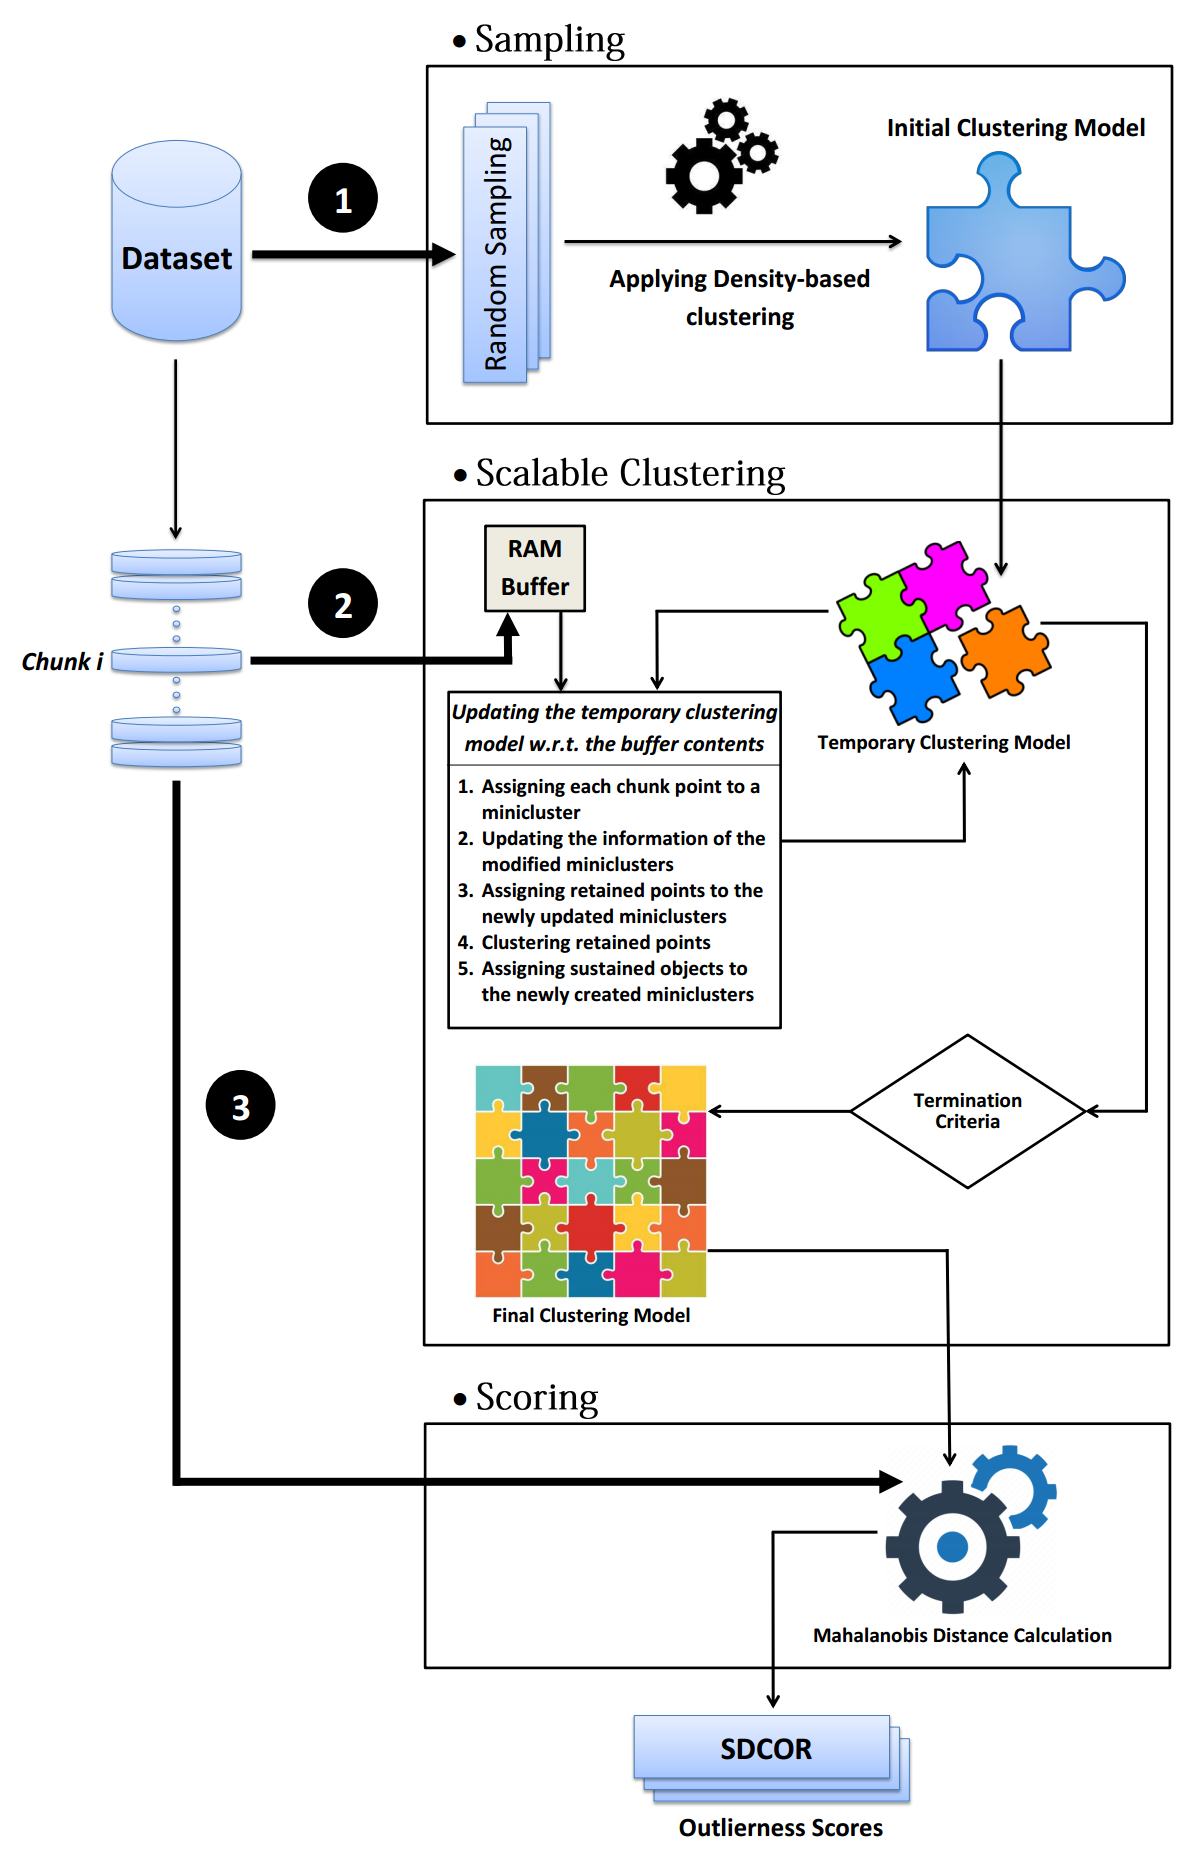 • Sampling
Initial Clustering Model
1
Random Sampling
Dataset
Applying Density-based
clustering
• Scalable Clustering
RAM
Buffer
2
Chunk i
Updating the temporary clustering
model w.r.t. the buffer contents
Temporary Clustering Model
1. Assigning each chunk point to a
minicluster
2. Updating the information of the
modified miniclusters
3. Assigning retained points to the
newly updated miniclusters
4. Clustering retained points
5. Assigning sustained objects to
the newly created miniclusters
3
Termination
Criteria
Final Clustering Model
• Scoring
Mahalanobis Distance Calculation
SDCOR
Outlierness Scores